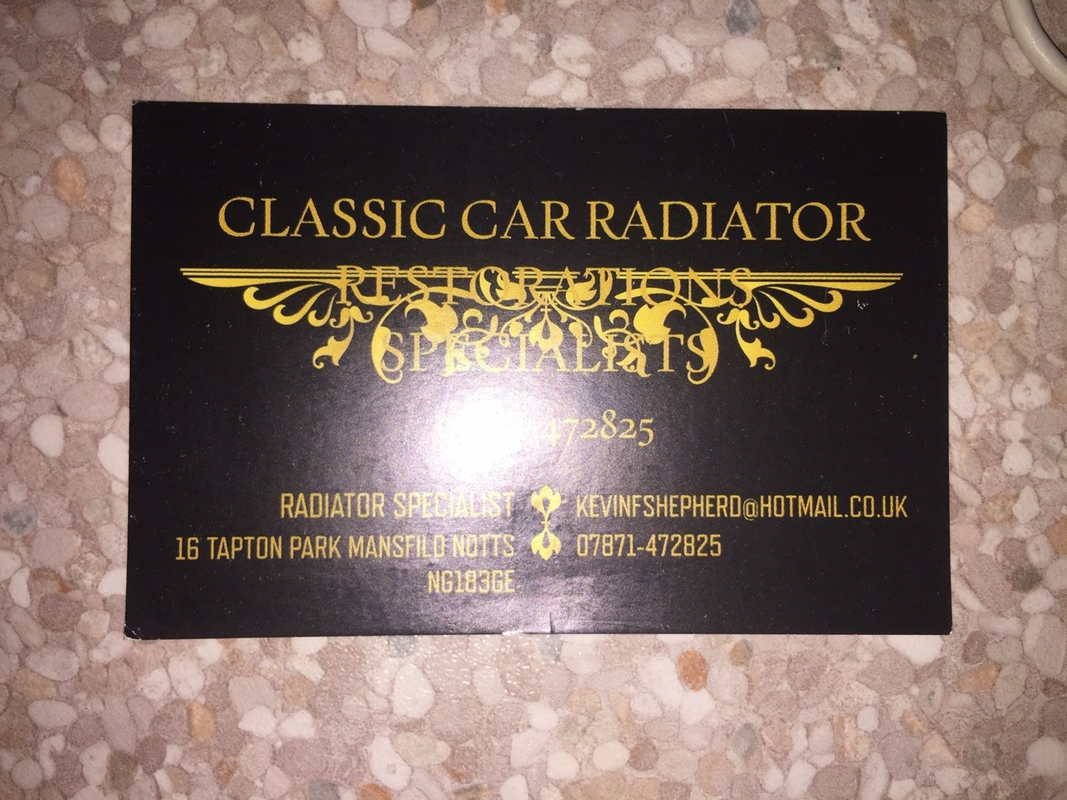 CLASSIC CAR RADIATOR
RESTORATIONS
SPECIALISTS
472825
RADIATOR SPECIALIST
16 TAPTON PARK MANSFILD NOTTS
NG183GE
KEVINFSHEPHERD@HOTMAIL.CO.UK
07871-472825